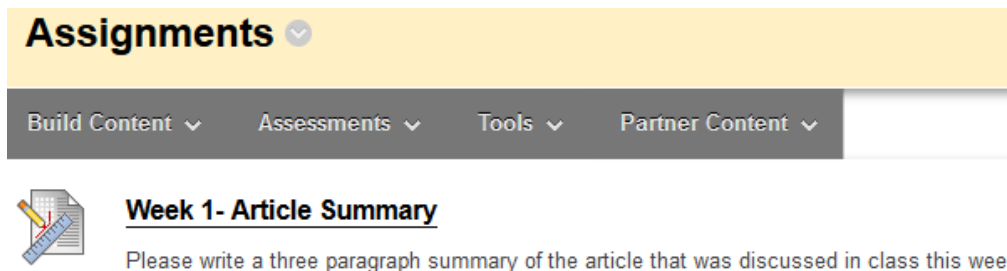 Assignments
Build Content Assessments Tools Partner Content
Week 1- Article Summary
Please write a three paragraph summary of the article that was discussed in class this